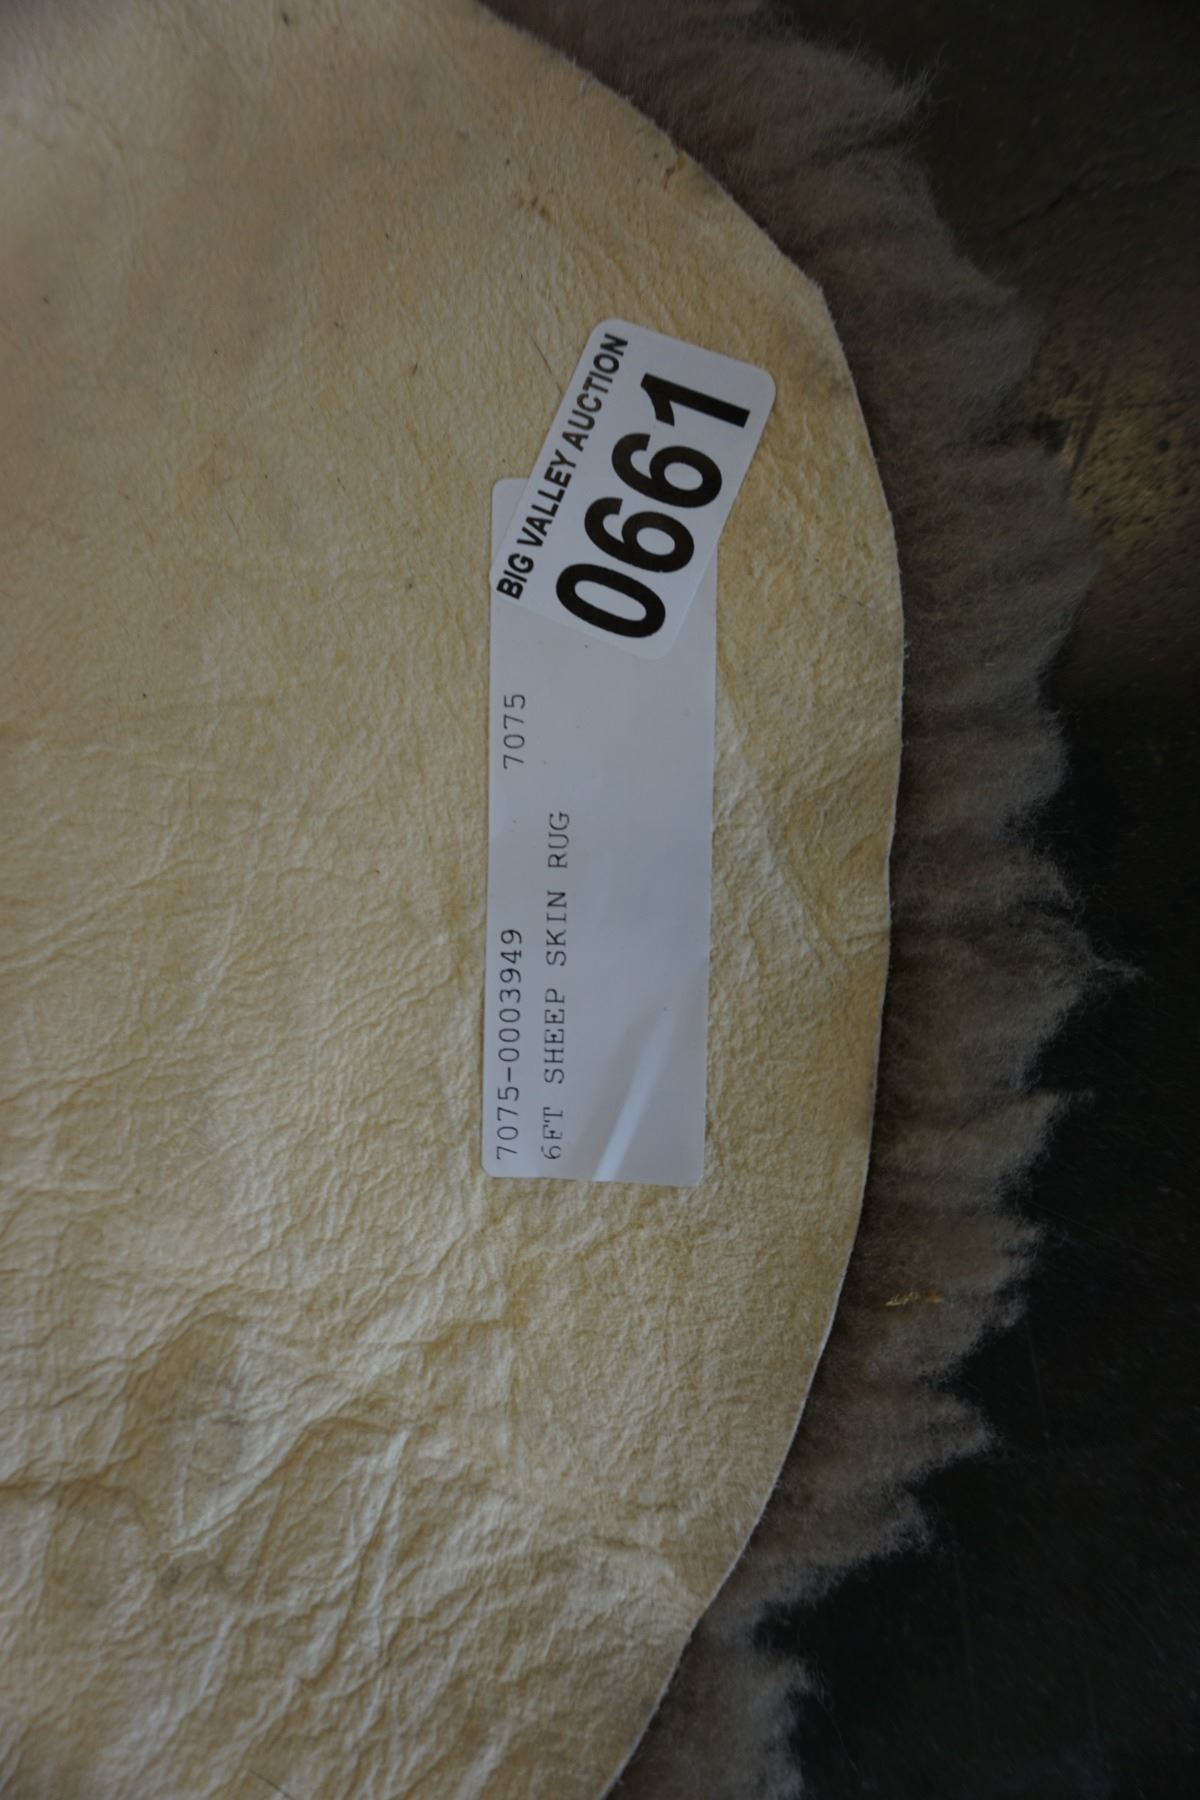 BIG VALLEY AUCTION
0661
7075-0003949 7075
6FT SHEEP SKIN RUG